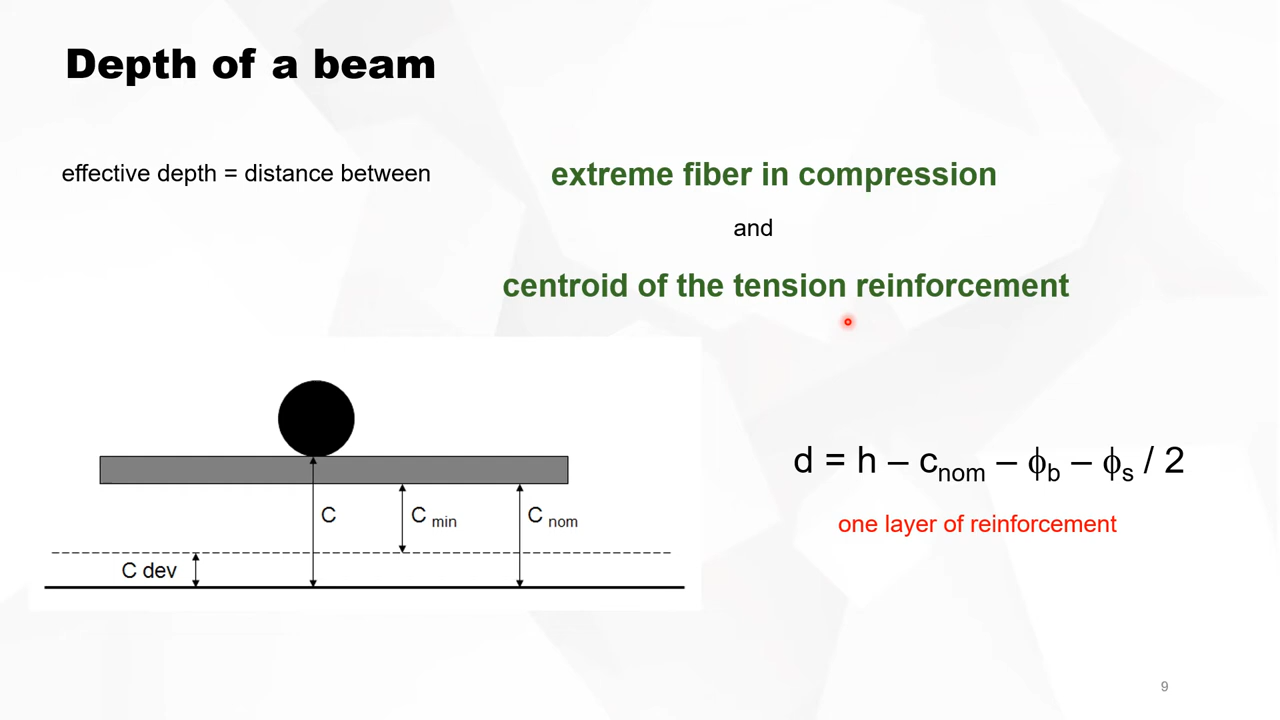 Depth of a beam
effective depth = distance between
extreme fiber in compression
and
centroid of the tension reinforcement
C
C min
C nom
C dev
d = h – cnom – ϕb – ϕs / 2
one layer of reinforcement
9